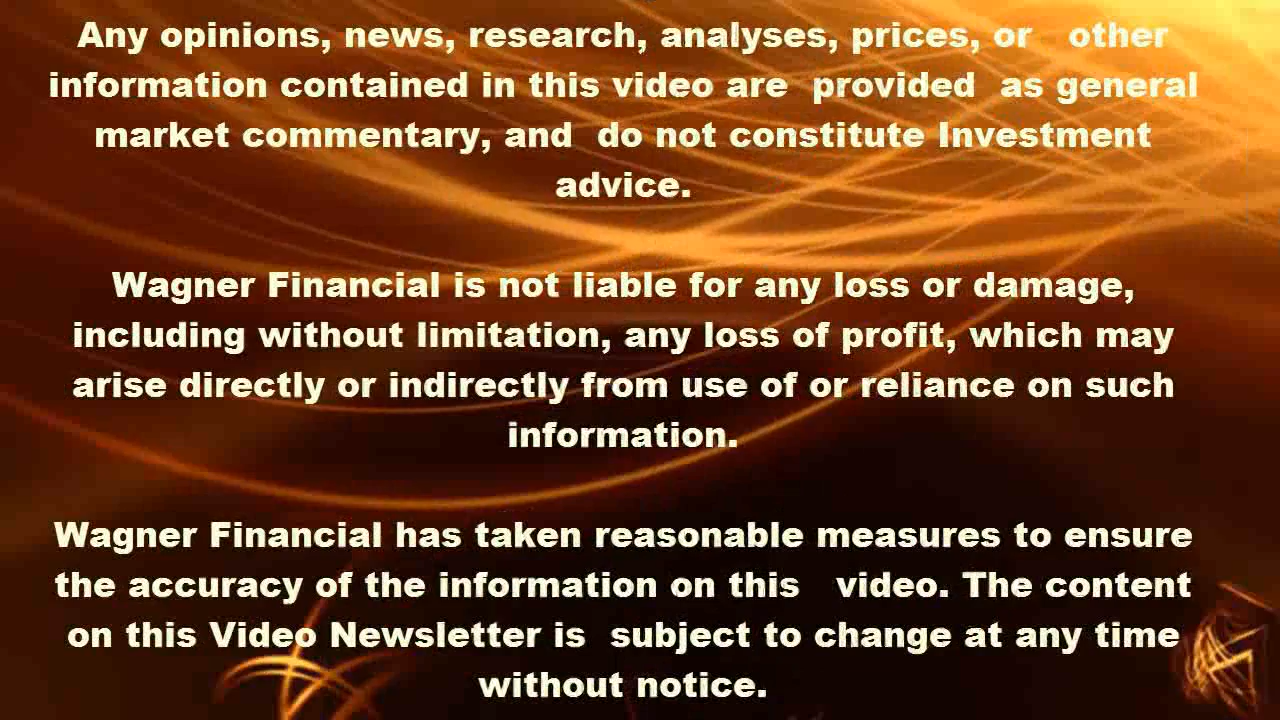 Any opinions, news, research, analyses, prices, or other
information contained in this video are provided as general
market commentary, and do not constitute Investment
advice.
Wagner Financial is not liable for any loss or damage,
including without limitation, any loss of profit, which may
arise directly or indirectly from use of or reliance on such
information.
Wagner Financial has taken reasonable measures to ensure
the accuracy of the information on this video. The content
on this Video Newsletter is subject to change at any time
without notice.